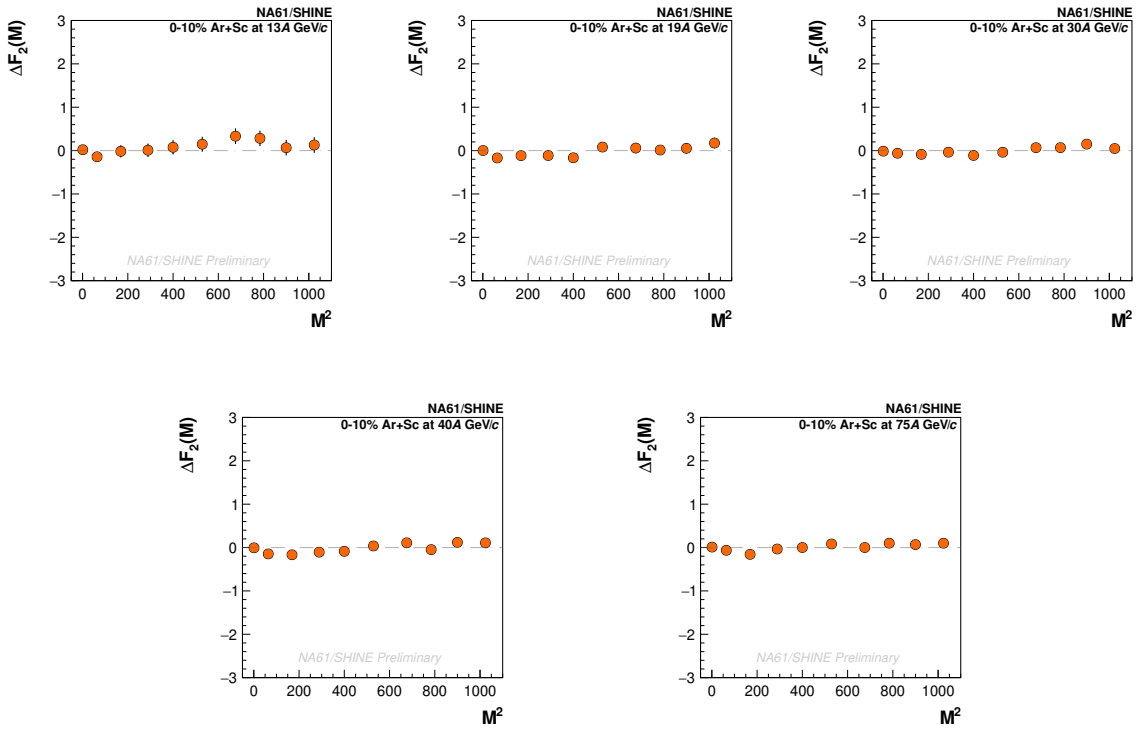 NA61/SHINE
0-10% Ar+Sc at 13A GeV/c
ΔF₂(M)
3
2
1
0
−1
−2
−3
NA61/SHINE Preliminary
0 200 400 600 800 1000
M²
NA61/SHINE
0-10% Ar+Sc at 19A GeV/c
ΔF₂(M)
3
2
1
0
−1
−2
−3
NA61/SHINE Preliminary
0 200 400 600 800 1000
M²
NA61/SHINE
0-10% Ar+Sc at 30A GeV/c
ΔF₂(M)
3
2
1
0
−1
−2
−3
NA61/SHINE Preliminary
0 200 400 600 800 1000
M²
NA61/SHINE
0-10% Ar+Sc at 40A GeV/c
ΔF₂(M)
3
2
1
0
−1
−2
−3
NA61/SHINE Preliminary
0 200 400 600 800 1000
M²
NA61/SHINE
0-10% Ar+Sc at 75A GeV/c
ΔF₂(M)
3
2
1
0
−1
−2
−3
NA61/SHINE Preliminary
0 200 400 600 800 1000
M²